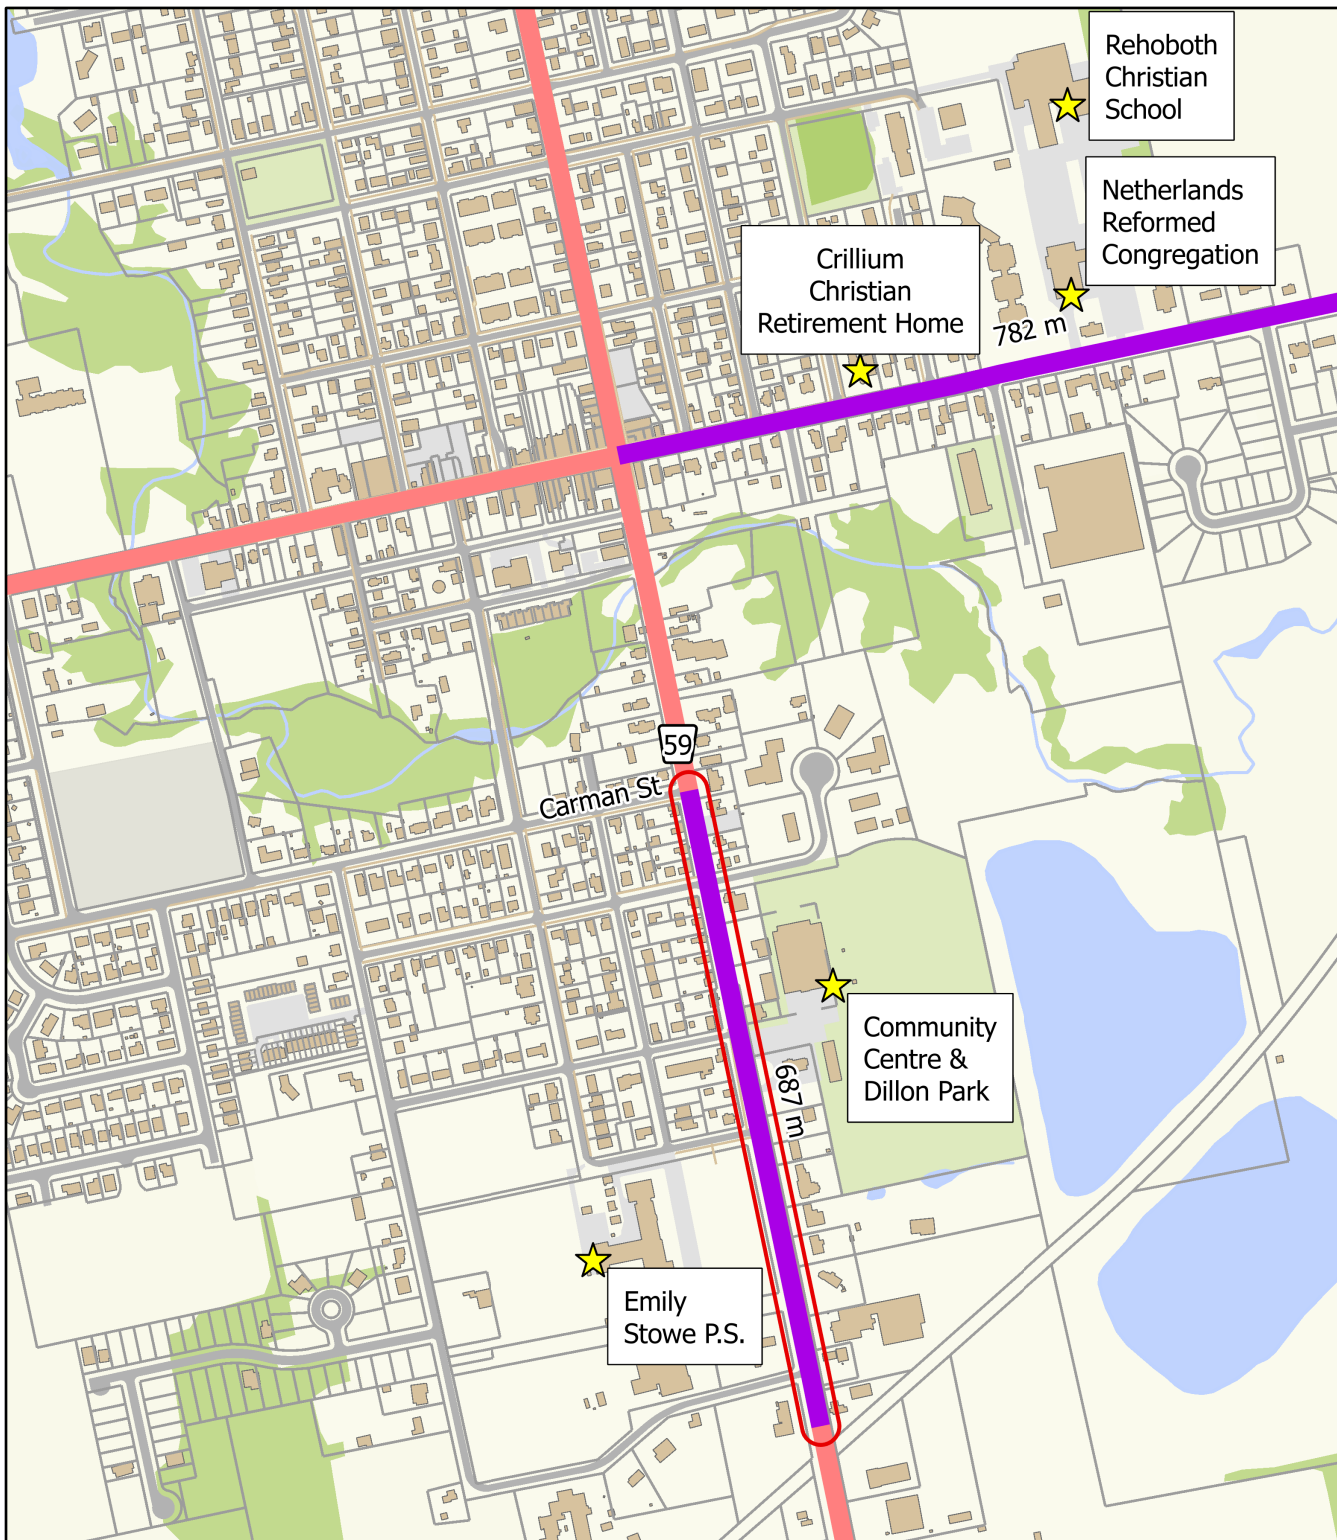 Rehoboth
Christian
School
Netherlands
Reformed
Congregation
Crillium
Christian
Retirement Home
782 m
59
Carman St
Community
Centre &
Dillon Park
687 m
Emily
Stowe P.S.